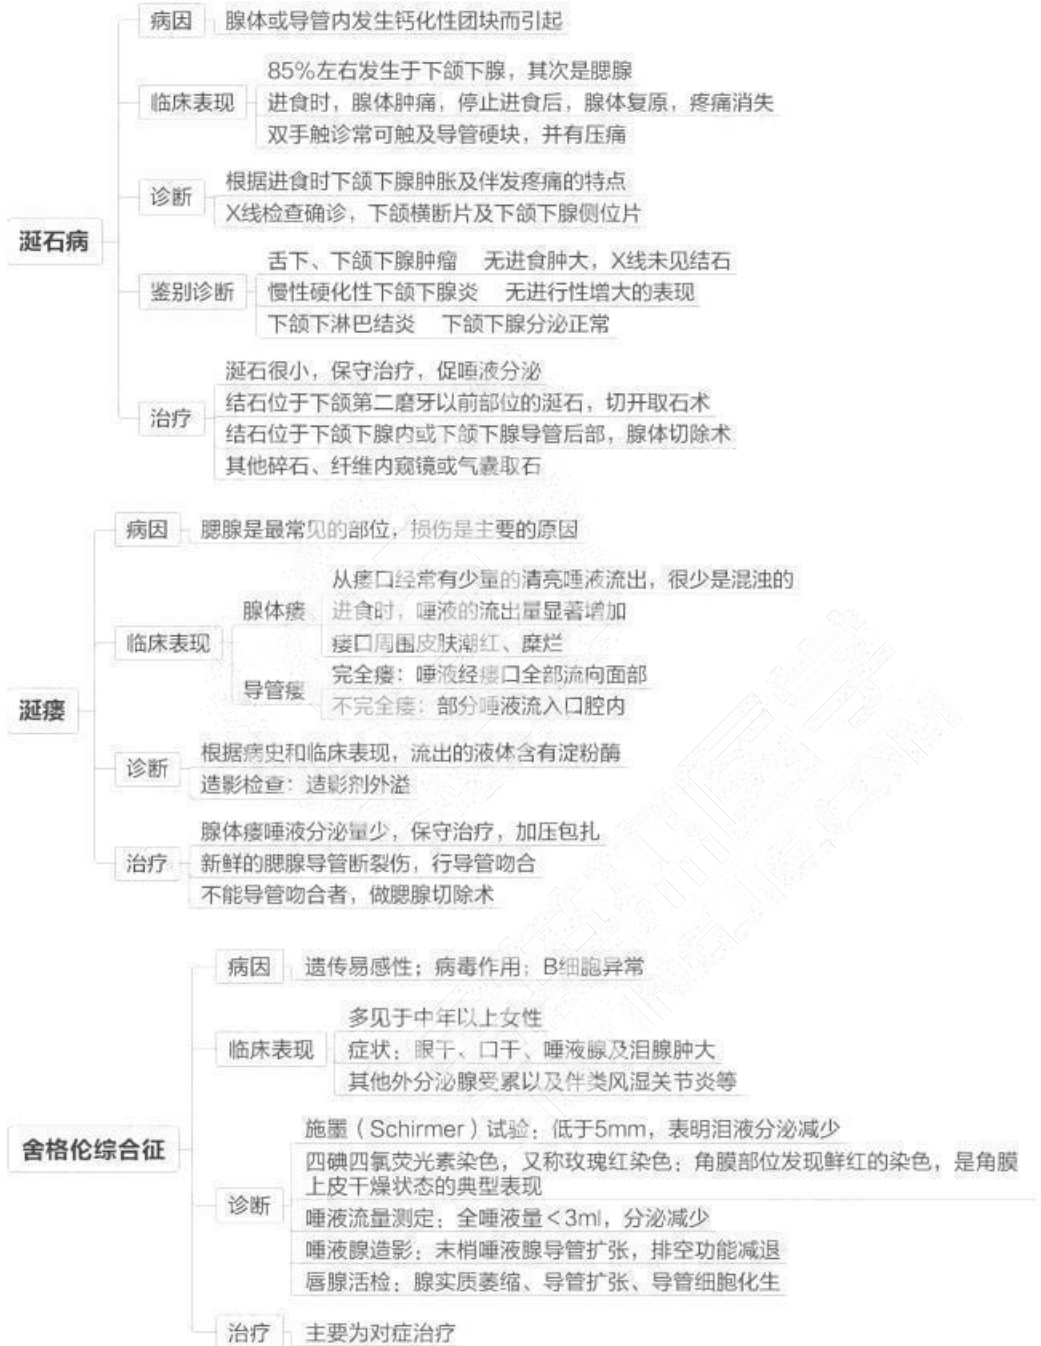 病因 腺体或导管内发生钙化性团块而引起
85%左右发生于下颌下腺，其次是腮腺
临床表现 进食时，腺体肿痛，停止进食后，腺体复原，疼痛消失
双手触诊常可触及导管硬块，并有压痛
诊断
根据进食时下颌下腺肿胀及伴发疼痛的特点
X线检查确诊，下颌横断片及下颌下腺侧位片
涎石病
舌下、下颌下腺肿瘤 无进食肿大，X线未见结石
鉴别诊断 慢性硬化性下颌下腺炎 无进行性增大的表现
下颌下淋巴结炎 下颌下腺分泌正常
涎石很小，保守治疗，促唾液分泌
结石位于下颌第二磨牙以前部位的涎石，切开取石术
治疗
结石位于下颌下腺内或下颌下腺导管后部，腺体切除术
其他碎石、纤维内窥镜或气囊取石
病因 腮腺是最常见的部位，损伤是主要的原因
从瘘口经常有少量的清亮唾液流出，很少是混浊的
腺体瘘 进食时，唾液的流出量显著增加
瘘口周围皮肤潮红、糜烂
临床表现
完全瘘：唾液经瘘口全部流向面部
导管瘘
不完全瘘：部分唾液流入口腔内
涎瘘
诊断
根据病史和临床表现，流出的液体含有淀粉酶
造影检查：造影剂外溢
腺体瘘唾液分泌量少，保守治疗，加压包扎
治疗 新鲜的腮腺导管断裂伤，行导管吻合
不能导管吻合者，做腮腺切除术
病因 遗传易感性；病毒作用；B细胞异常
多见于中年以上女性
临床表现 症状：眼干、口干、唾液腺及泪腺肿大
其他外分泌腺受累以及伴类风湿关节炎等
舍格伦综合征
施墨（Schirmer）试验：低于5mm，表明泪液分泌减少
四碘四氯荧光素染色，又称玫瑰红染色；角膜部位发现鲜红的染色，是角膜
上皮干燥状态的典型表现
诊断
唾液流量测定：全唾液量＜3ml，分泌减少
唾液腺造影：末梢唾液腺导管扩张，排空功能减退
唇腺活检：腺实质萎缩、导管扩张、导管细胞化生
治疗 主要为对症治疗